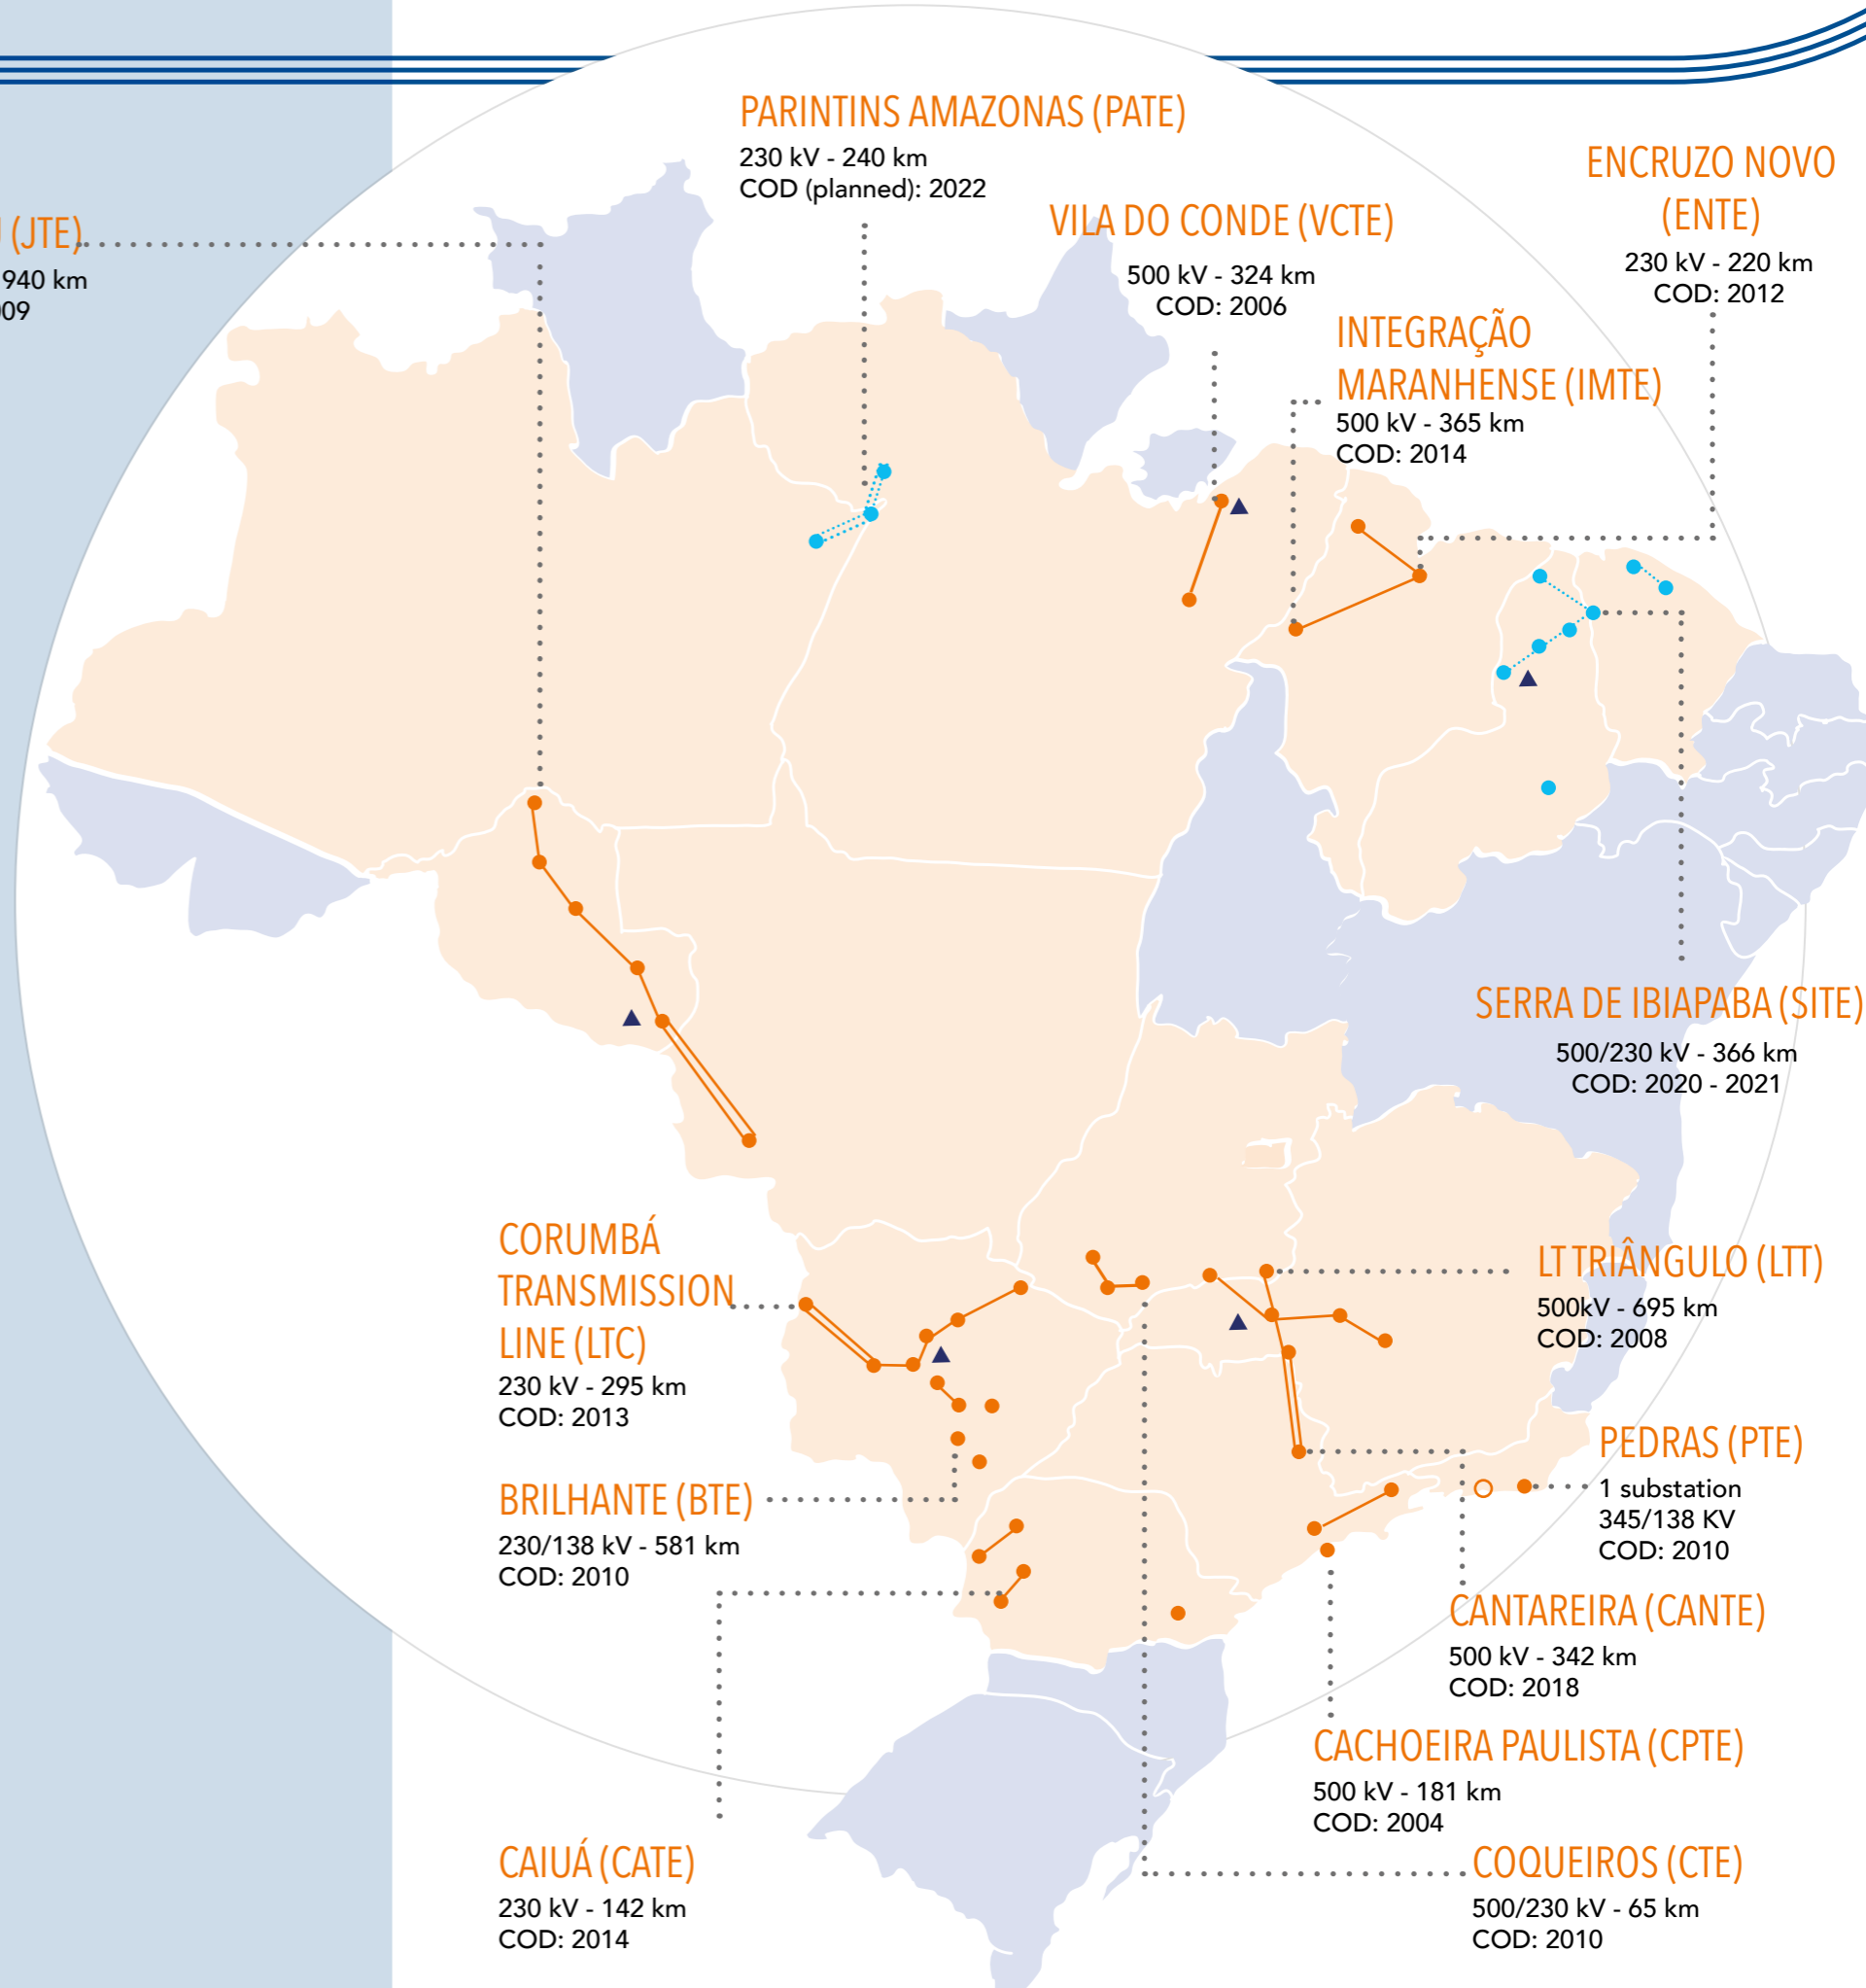 PARINTINS AMAZONAS (PATE)
230 kV - 240 km
COD (planned): 2022
(JTE)
940 km
09
VILA DO CONDE (VCTE)
500 kV - 324 km
COD: 2006
ENCRUZO NOVO
(ENTE)
230 kV - 220 km
COD: 2012
INTEGRAÇÃO
MARANHENSE (IMTE)
500 kV - 365 km
COD: 2014
SERRA DE IBIAPABA (SITE)
500/230 kV - 366 km
COD: 2020 - 2021
CORUMBÁ
TRANSMISSION
LINE (LTC)
230 kV - 295 km
COD: 2013
LT TRIÂNGULO (LTT)
500kV - 695 km
COD: 2008
BRILHANTE (BTE)
230/138 kV - 581 km
COD: 2010
PEDRAS (PTE)
1 substation
345/138 KV
COD: 2010
CANTAREIRA (CANTE)
500 kV - 342 km
COD: 2018
CACHOEIRA PAULISTA (CPTE)
500 kV - 181 km
COD: 2004
CAIUÁ (CATE)
230 kV - 142 km
COD: 2014
COQUEIROS (CTE)
500/230 kV - 65 km
COD: 2010